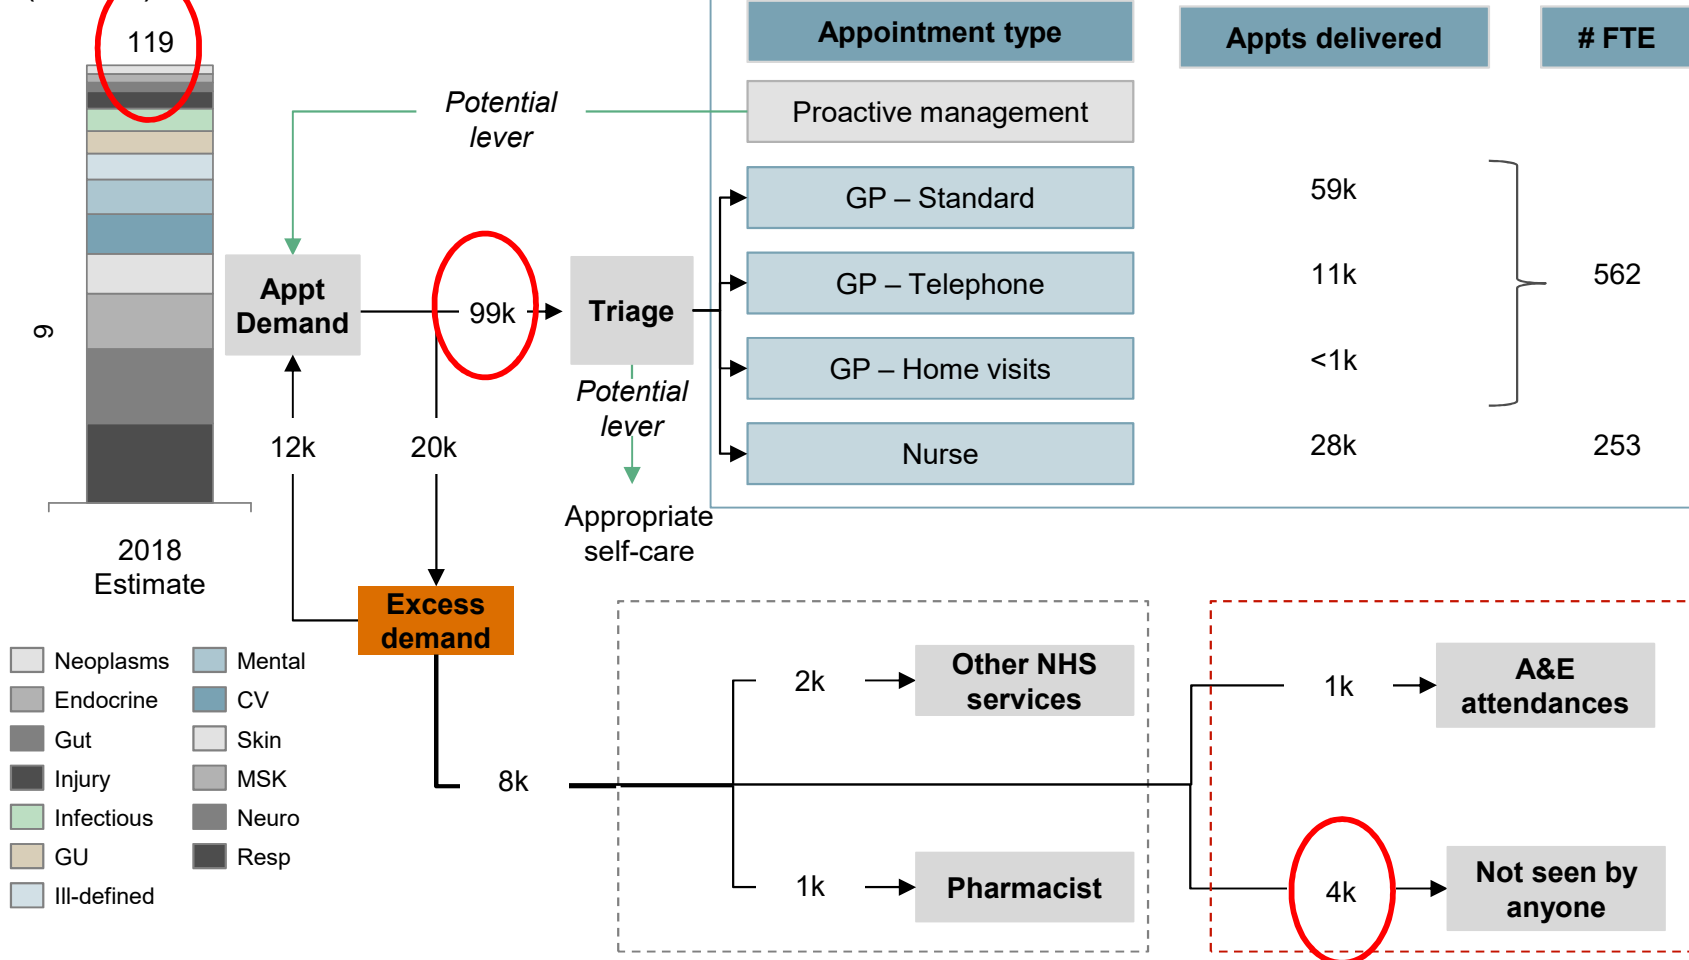 119
Appointment type
Appts delivered
# FTE
Potential
lever
Proactive management
GP – Standard
59k
GP – Telephone
11k
562
GP – Home visits
<1k
Nurse
28k
253
Appt
Demand
99k
Triage
Potential
lever
Appropriate
self-care
9
12k
20k
2018
Estimate
Excess
demand
Neoplasms
Endocrine
Gut
Injury
Infectious
GU
Ill-defined
Mental
CV
Skin
MSK
Neuro
Resp
8k
2k
Other NHS
services
1k
Pharmacist
1k
A&E
attendances
4k
Not seen by
anyone